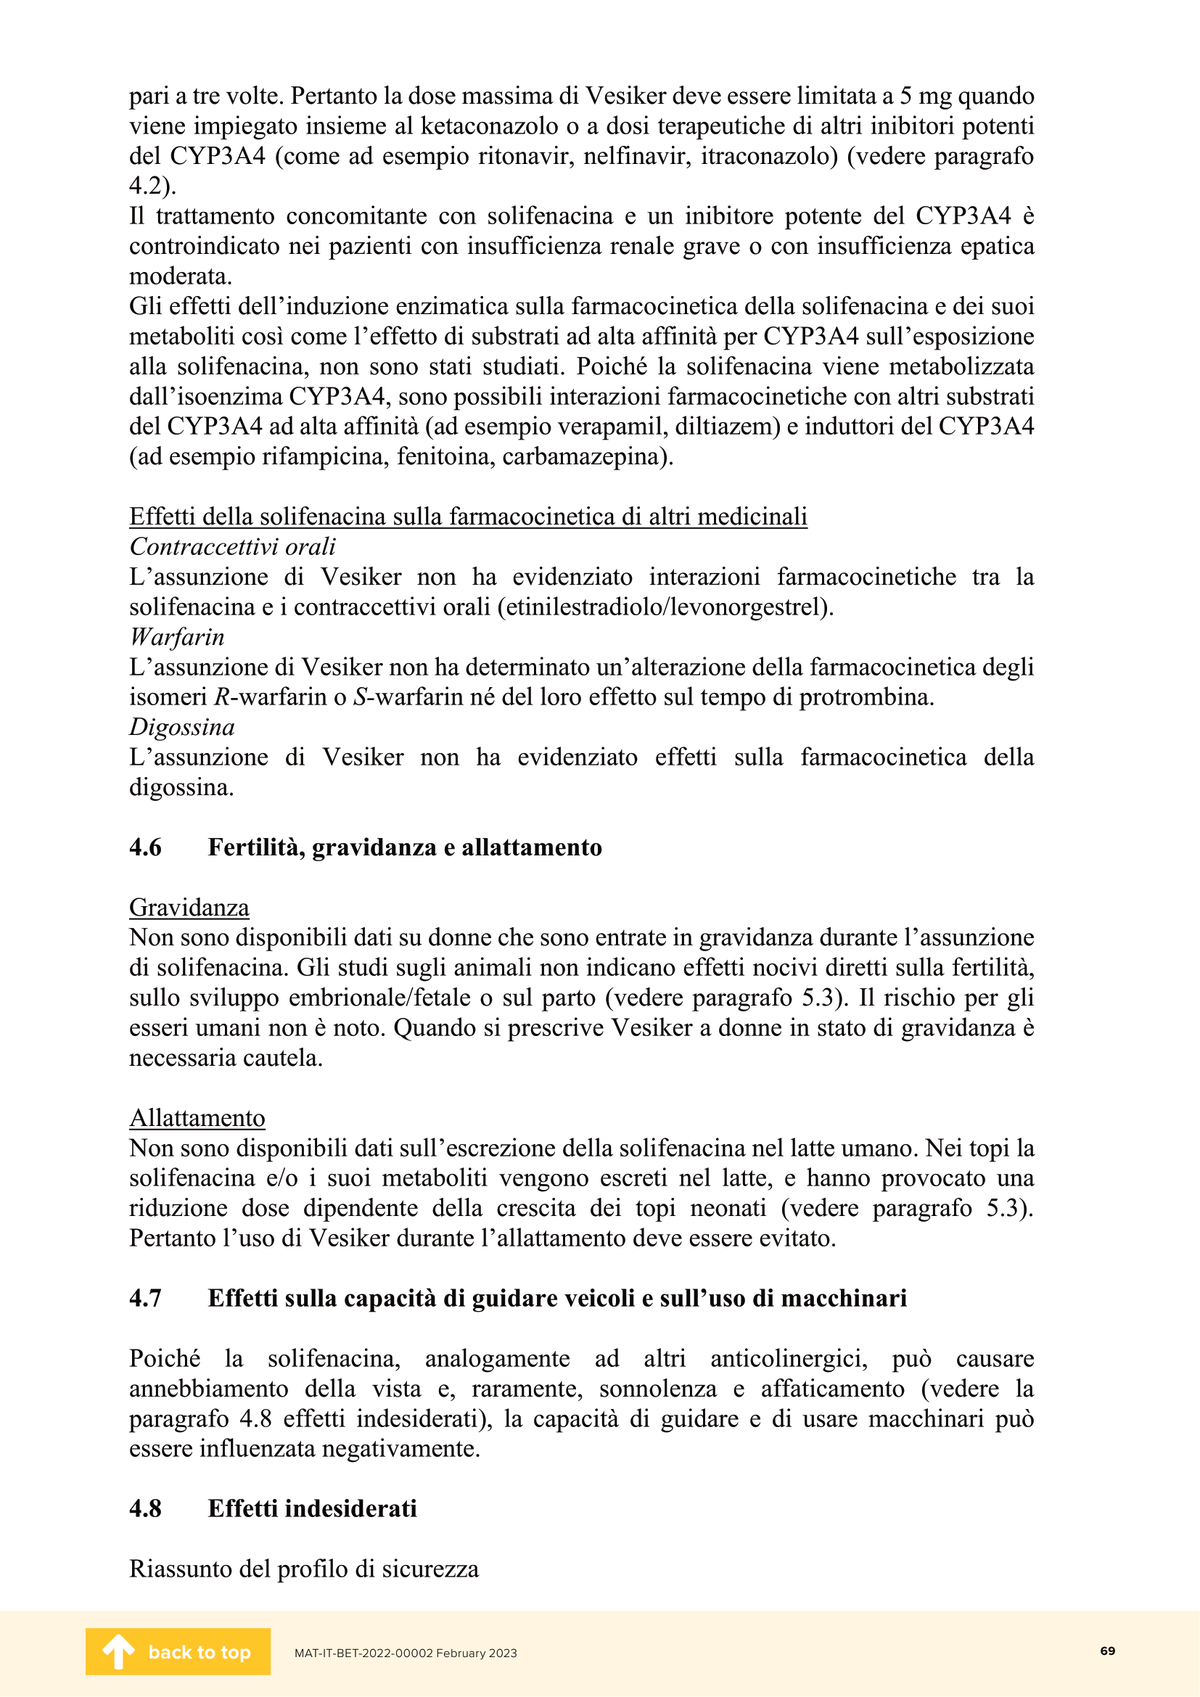 pari a tre volte. Pertanto la dose massima di Vesiker deve essere limitata a 5 mg quando
viene impiegato insieme al ketaconazolo o a dosi terapeutiche di altri inibitori potenti
del CYP3A4 (come ad esempio ritonavir, nelfinavir, itraconazolo) (vedere paragrafo
4.2).
Il trattamento concomitante con solifenacina e un inibitore potente del CYP3A4 è
controindicato nei pazienti con insufficienza renale grave o con insufficienza epatica
moderata.
Gli effetti dell’induzione enzimatica sulla farmacocinetica della solifenacina e dei suoi
metaboliti così come l’effetto di substrati ad alta affinità per CYP3A4 sull’esposizione
alla solifenacina, non sono stati studiati. Poiché la solifenacina viene metabolizzata
dall’isoenzima CYP3A4, sono possibili interazioni farmacocinetiche con altri substrati
del CYP3A4 ad alta affinità (ad esempio verapamil, diltiazem) e induttori del CYP3A4
(ad esempio rifampicina, fenitoina, carbamazepina).
Effetti della solifenacina sulla farmacocinetica di altri medicinali
Contraccettivi orali
L’assunzione di Vesiker non ha evidenziato interazioni farmacocinetiche tra la
solifenacina e i contraccettivi orali (etinilestradiolo/levonorgestrel).
Warfarin
L’assunzione di Vesiker non ha determinato un’alterazione della farmacocinetica degli
isomeri R-warfarin o S-warfarin né del loro effetto sul tempo di protrombina.
Digossina
L’assunzione di Vesiker non ha evidenziato effetti sulla farmacocinetica della
digossina.
4.6 Fertilità, gravidanza e allattamento
Gravidanza
Non sono disponibili dati su donne che sono entrate in gravidanza durante l’assunzione
di solifenacina. Gli studi sugli animali non indicano effetti nocivi diretti sulla fertilità,
sullo sviluppo embrionale/fetale o sul parto (vedere paragrafo 5.3). Il rischio per gli
esseri umani non è noto. Quando si prescrive Vesiker a donne in stato di gravidanza è
necessaria cautela.
Allattamento
Non sono disponibili dati sull’escrezione della solifenacina nel latte umano. Nei topi la
solifenacina e/o i suoi metaboliti vengono escreti nel latte, e hanno provocato una
riduzione dose dipendente della crescita dei topi neonati (vedere paragrafo 5.3).
Pertanto l’uso di Vesiker durante l’allattamento deve essere evitato.
4.7 Effetti sulla capacità di guidare veicoli e sull’uso di macchinari
Poiché la solifenacina, analogamente ad altri anticolinergici, può causare
annebbiamento della vista e, raramente, sonnolenza e affaticamento (vedere la
paragrafo 4.8 effetti indesiderati), la capacità di guidare e di usare macchinari può
essere influenzata negativamente.
4.8 Effetti indesiderati
Riassunto del profilo di sicurezza
back to top
MAT-IT-BET-2022-00002 February 2023
69